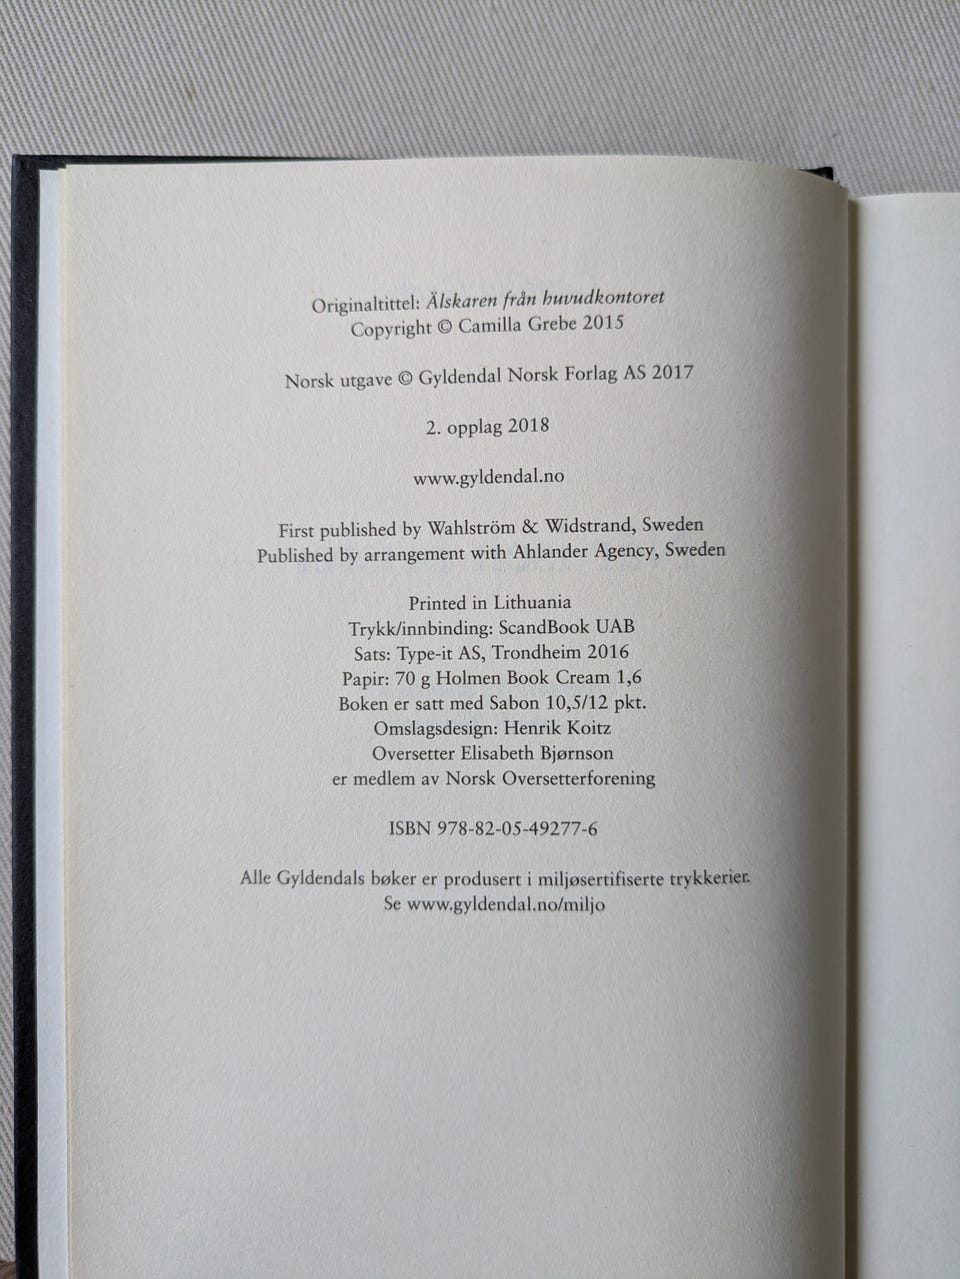 Originaltittel: Älskaren från huvudkontoret
Copyright © Camilla Grebe 2015
Norsk utgave © Gyldendal Norsk Forlag AS 2017
2. opplag 2018
www.gyldendal.no
First published by Wahlström & Widstrand, Sweden
Published by arrangement with Ahlander Agency, Sweden
Printed in Lithuania
Trykk/innbinding: ScandBook UAB
Sats: Type-it AS, Trondheim 2016
Papir: 70 g Holmen Book Cream 1,6
Boken er satt med Sabon 10,5/12 pkt.
Omslagsdesign: Henrik Koitz
Oversetter Elisabeth Bjørnson
er medlem av Norsk Oversetterforening
ISBN 978-82-05-49277-6
Alle Gyldendals bøker er produsert i miljøsertifiserte trykkerier.
Se www.gyldendal.no/miljo